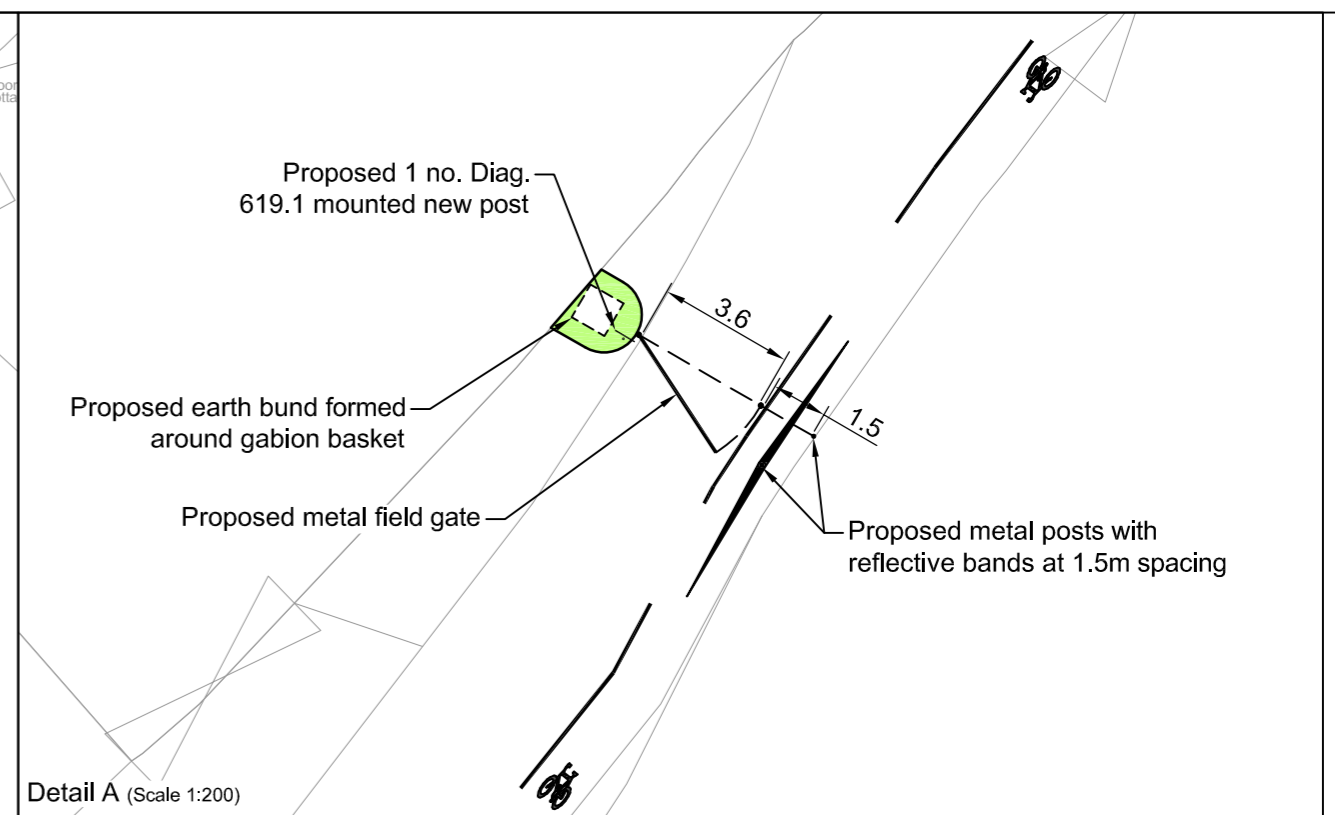 Proposed 1 no. Diag.
619.1 mounted new post
3.6
1.5
Proposed earth bund formed
around gabion basket
Proposed metal field gate
Proposed metal posts with
reflective bands at 1.5m spacing
Detail A (Scale 1:200)